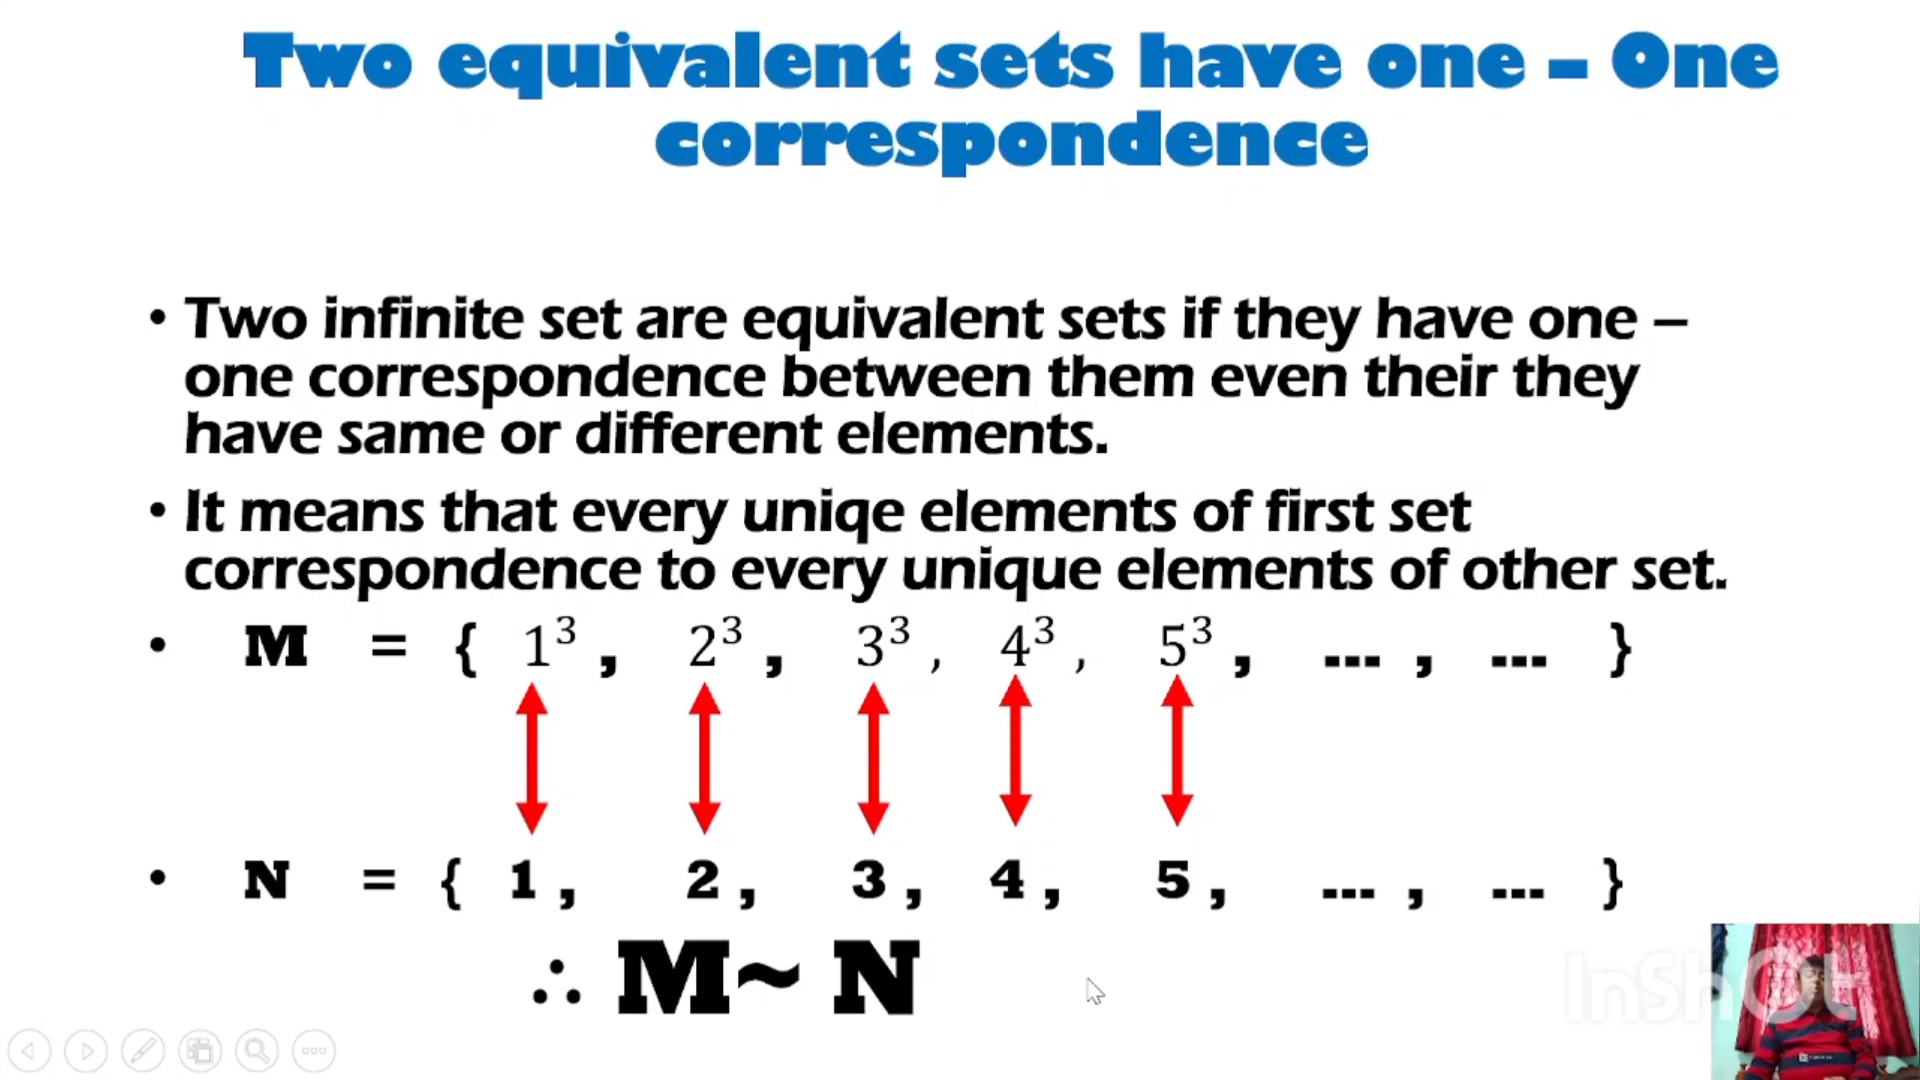 Two equivalent sets have one – One
correspondence
• Two infinite set are equivalent sets if they have one –
one correspondence between them even their they
have same or different elements.
• It means that every uniqe elements of first set
correspondence to every unique elements of other set.
• M = { 1³ , 2³ , 3³ , 4³ , 5³ , ... , ... }
• N = { 1 , 2 , 3 , 4 , 5 , ... , ... }
∴ M~ N
InShOt